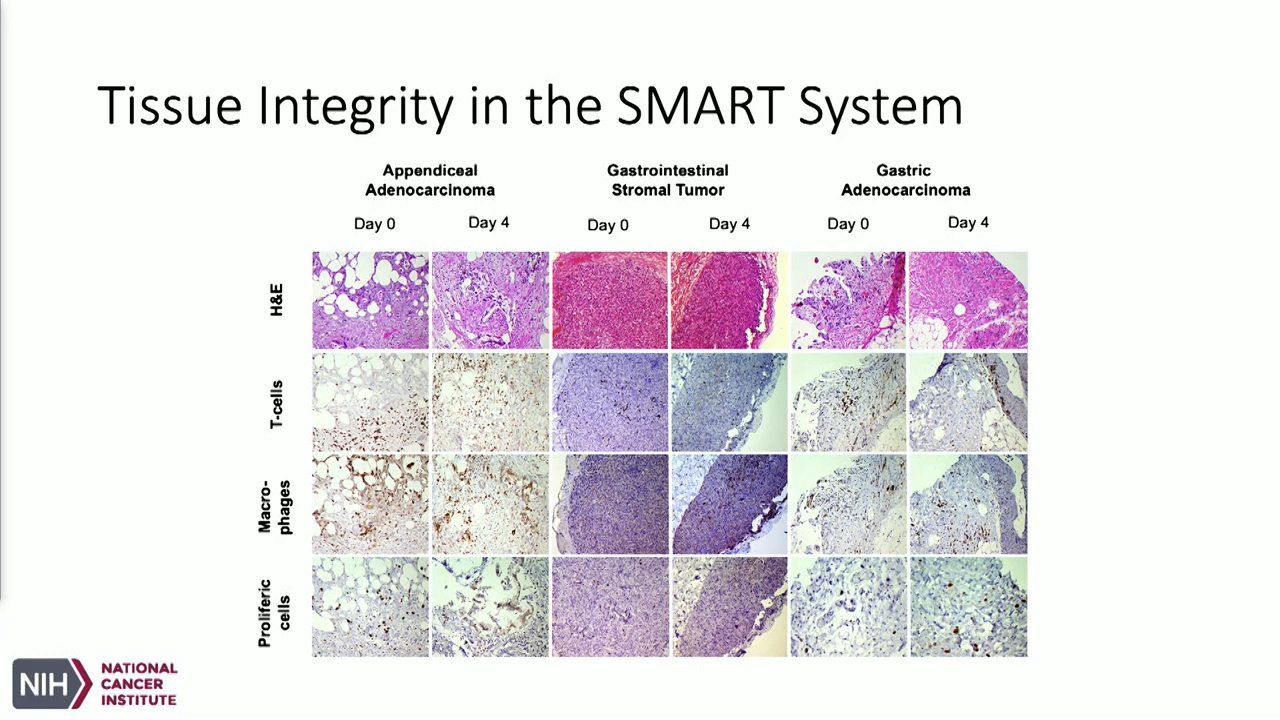 Tissue Integrity in the SMART System
Appendiceal
Adenocarcinoma
Gastrointestinal
Stromal Tumor
Gastric
Adenocarcinoma
Day 0
Day 4
Day 0
Day 4
Day 0
Day 4
H&E
T-cells
Macro-
phages
Proliferic
cells
NIH
NATIONAL
CANCER
INSTITUTE